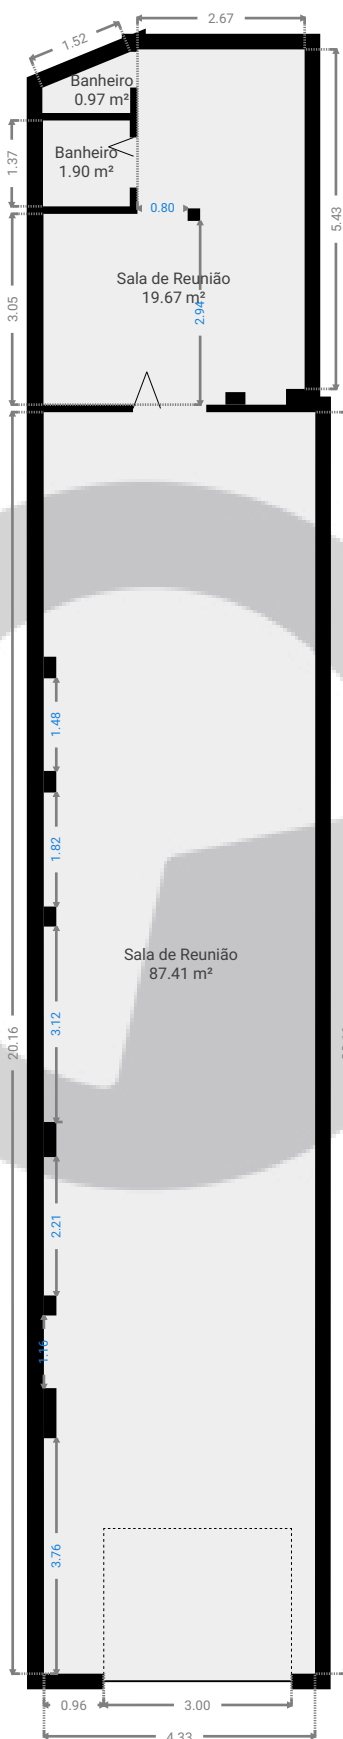 2.67
1.52
Banheiro
0.97 m²
1.37
Banheiro
1.90 m²
5.43
0.80
3.05
Sala de Reunião
19.67 m²
2.94
1.48
1.82
Sala de Reunião
87.41 m²
3.12
20.16
2.21
1.16
3.76
0.96
3.00
4.33